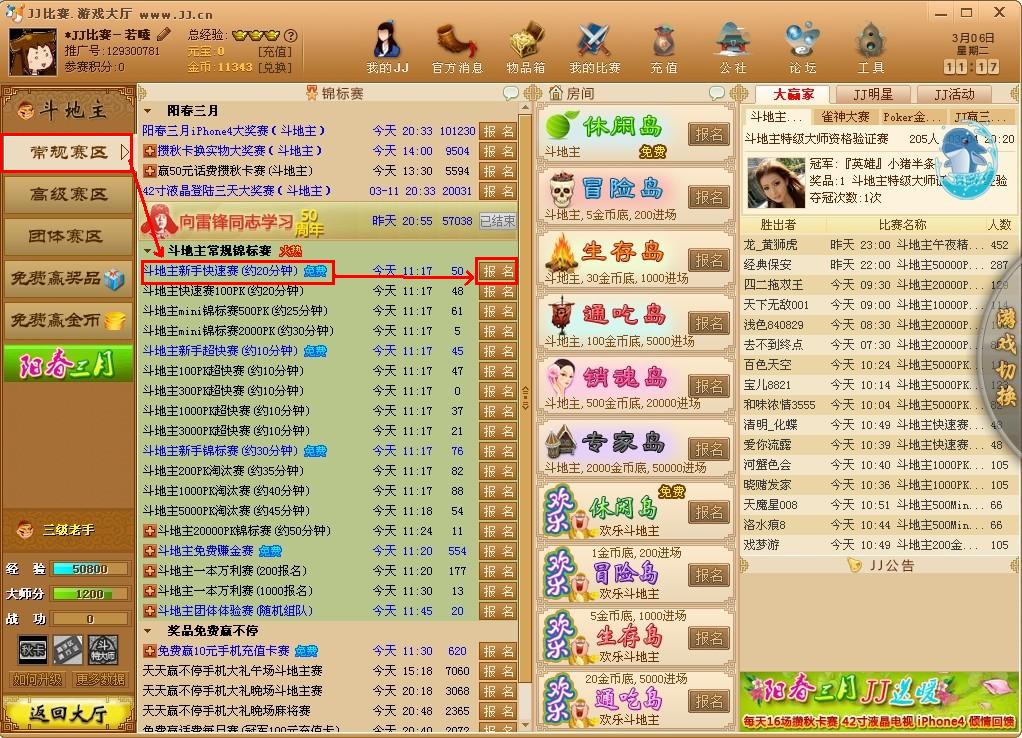 JJ比赛.游戏大厅 www.JJ.cn
*JJ比赛-若曦
推广号:129300781
参赛积分:0
总经验:
元宝:0 [充值]
金币:11343 [兑换]
我的JJ 官方消息 物品箱 我的比赛 充值 公社 论坛 工具
3月06日
星期二
11:17
斗地主
常规赛区
高级赛区
团体赛区
免费赢奖品
免费赢金币
阳春三月
三级老手
经 验 50800
大师分 1200
战 功 0
秋卡
斗 特大师
如何升级 更多数据
返回大厅
锦标赛
阳春三月
阳春三月iPhone4大奖赛(斗地主) 今天 20:33 101230 报 名
攒秋卡换实物大奖赛(斗地主) 今天 14:00 9504 报 名
赢50元话费攒秋卡赛(斗地主) 今天 13:30 5594 报 名
42寸液晶登陆三天大奖赛(斗地主) 03-11 20:33 20031 报 名
向雷锋同志学习50周年 昨天 20:55 57038 已结束
斗地主常规锦标赛 火热
斗地主新手快速赛(约20分钟) 免费 今天 11:17 50 报 名
斗地主快速赛100PK(约20分钟) 今天 11:17 48 报 名
斗地主mini锦标赛500PK(约25分钟) 今天 11:17 61 报 名
斗地主mini锦标赛2000PK(约30分钟) 今天 11:17 5 报 名
斗地主新手超快赛(约10分钟) 免费 今天 11:17 45 报 名
斗地主100PK超快赛(约10分钟) 今天 11:17 47 报 名
斗地主300PK超快赛(约10分钟) 今天 11:17 0 报 名
斗地主1000PK超快赛(约10分钟) 今天 11:17 37 报 名
斗地主3000PK超快赛(约10分钟) 今天 11:17 21 报 名
斗地主新手锦标赛(约30分钟) 免费 今天 11:17 76 报 名
斗地主200PK淘汰赛(约35分钟) 今天 11:17 82 报 名
斗地主1000PK淘汰赛(约40分钟) 今天 11:17 88 报 名
斗地主5000PK淘汰赛(约45分钟) 今天 11:18 54 报 名
斗地主20000PK锦标赛(约50分钟) 今天 11:24 11 报 名
斗地主免费赚金赛 免费 今天 11:20 554 报 名
斗地主一本万利赛(200报名) 今天 11:20 177 报 名
斗地主一本万利赛(1000报名) 今天 11:30 13 报 名
斗地主团体体验赛(随机组队) 今天 11:45 20 报 名
奖品免费赢不停
免费赢10元手机充值卡赛 免费 今天 11:30 620 报 名
天天赢不停手机大礼午场斗地主赛 今天 15:18 7060 报 名
天天赢不停手机大礼晚场斗地主赛 今天 20:18 3068 报 名
天天赢不停手机大礼晚场麻将赛 今天 20:48 2365 报 名
免费赢话费每日赛(冠军100元充值卡) 今天 20:40 2072 报 名
房间
休闲岛 报名
斗地主 免费
冒险岛 报名
斗地主, 5金币底, 200进场
生存岛 报名
斗地主, 30金币底, 1000进场
通吃岛 报名
斗地主, 100金币底, 5000进场
销魂岛 报名
斗地主, 500金币底, 20000进场
专家岛 报名
斗地主, 2000金币底, 50000进场
欢乐 休闲岛 免费 报名
欢乐斗地主
1金币底, 200进场
欢乐 冒险岛 报名
欢乐斗地主
5金币底, 1000进场
欢乐 生存岛 报名
欢乐斗地主
20金币底, 5000进场
欢乐 通吃岛 报名
欢乐斗地主
大赢家 JJ明星 JJ活动
斗地主... 雀神大赛 Poker金... JJ赢三...
斗地主特级大师资格验证赛 205人 20:20
冠军:『英雄』小猪半条
奖品:1 斗地主特级大师
夺冠次数:1次
胜出者 比赛名称 人数
龙_黄狮虎 昨天 23:00 斗地主午夜精... 452
经典保安 昨天 22:00 斗地主50000P... 287
四二拖双王 昨天 09:30 斗地主20000P...
天下无敌001 昨天 09:00 斗地主10000P...
浅色840829 今天 08:30 斗地主20000P...
去不到终点 今天 07:30 斗地主20000P...
百色天空 今天 10:24 斗地主5000PK...
宝儿8821 今天 10:14 斗地主5000PK...
和味浓情3555 今天 10:04 斗地主5000PK...
清明_化蝶 今天 10:49 斗地主快速赛...
爱你流露 今天 10:39 斗地主快速赛... 48
河蟹色会 今天 10:40 斗地主1000PK... 105
晓赌发家 今天 10:36 斗地主1000PK... 105
天魔星008 今天 10:51 斗地主500Min... 66
洛水痕8 今天 10:44 斗地主500Min... 66
戏梦游 今天 10:49 斗地主200金... 105
游戏切换
JJ公告
阳春三月JJ送暖
每天16场攒秋卡赛 42寸液晶电视 iPhone4 倾情回馈